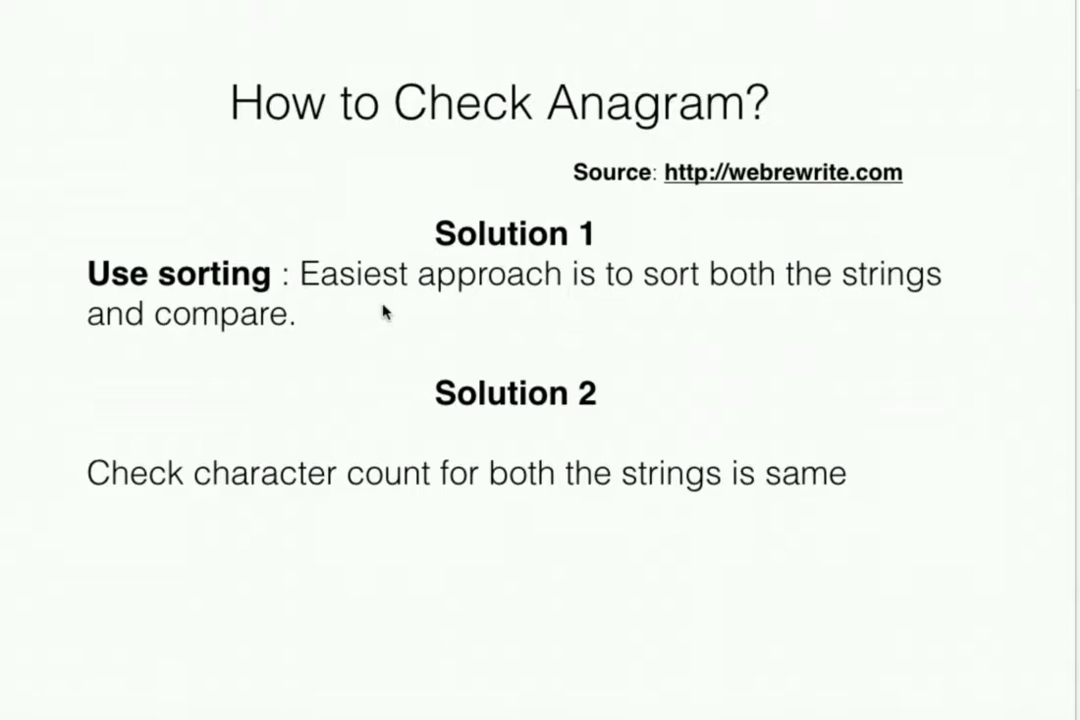 How to Check Anagram?
Source: http://webrewrite.com
Solution 1
Use sorting : Easiest approach is to sort both the strings
and compare.
Solution 2
Check character count for both the strings is same